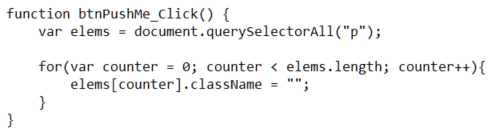 function btnPushMe_Click() {
    var elems = document.querySelectorAll("p");

    for(var counter = 0; counter < elems.length; counter++){
        elems[counter].className = "";
    }
}